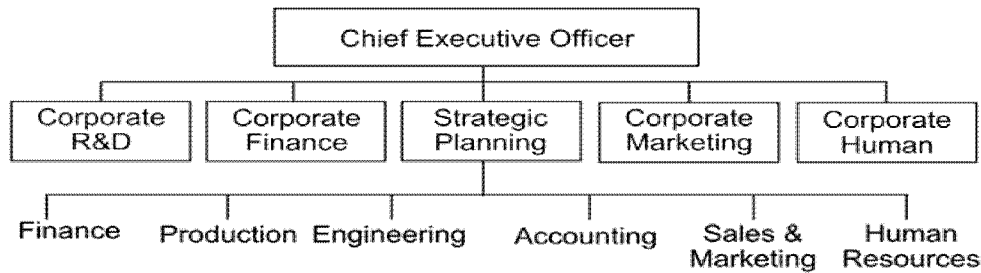 Chief Executive Officer
Corporate
R&D
Corporate
Finance
Strategic
Planning
Corporate
Marketing
Corporate
Human
Finance
Production
Engineering
Accounting
Sales &
Marketing
Human
Resources